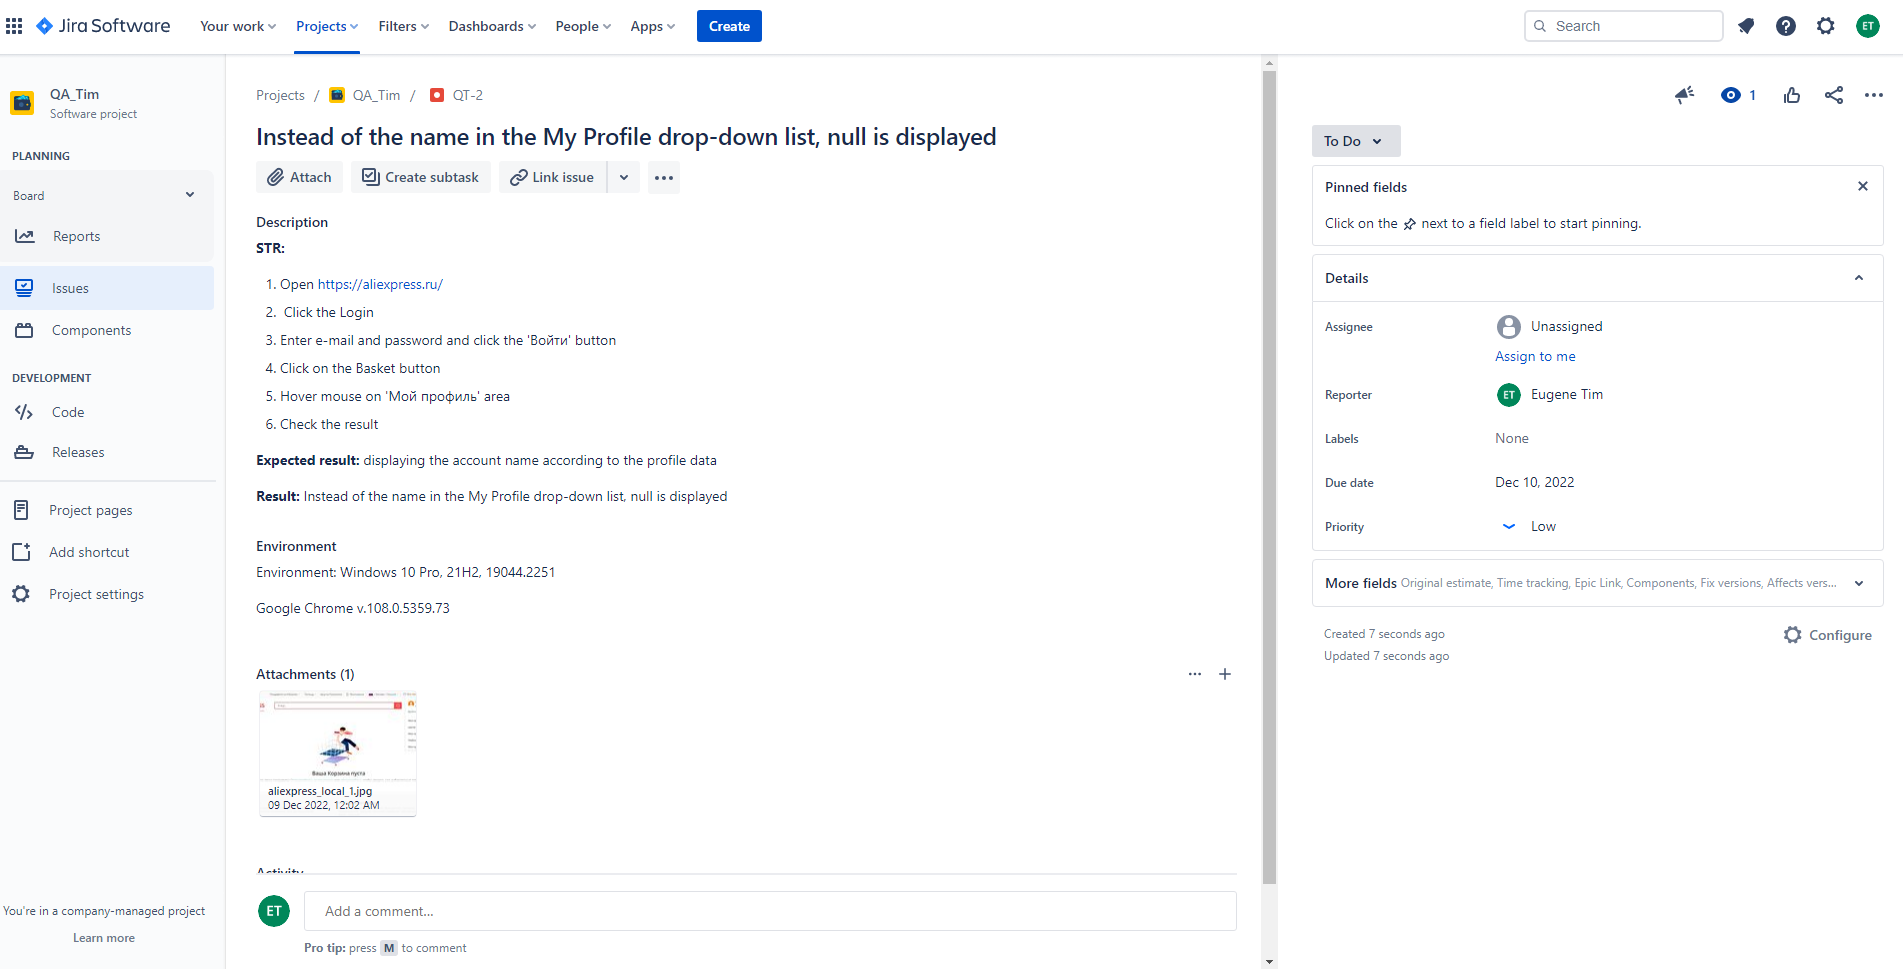 Jira Software
Your work
Projects
Filters
Dashboards
People
Apps
Create
Search
ET
QA_Tim
Software project
PLANNING
Board
Reports
Issues
Components
DEVELOPMENT
Code
Releases
Project pages
Add shortcut
Project settings
You're in a company-managed project
Learn more
Projects / QA_Tim / QT-2
Instead of the name in the My Profile drop-down list, null is displayed
Attach
Create subtask
Link issue
Description
STR:
1. Open https://aliexpress.ru/
2. Click the Login
3. Enter e-mail and password and click the 'Войти' button
4. Click on the Basket button
5. Hover mouse on 'Мой профиль' area
6. Check the result
Expected result: displaying the account name according to the profile data
Result: Instead of the name in the My Profile drop-down list, null is displayed
Environment
Environment: Windows 10 Pro, 21H2, 19044.2251
Google Chrome v.108.0.5359.73
Attachments (1)
Ваша Корзина пуста
aliexpress_local_1.jpg
09 Dec 2022, 12:02 AM
Activity
ET
Add a comment...
Pro tip: press M to comment
1
To Do
Pinned fields
Click on the next to a field label to start pinning.
Details
Assignee
Unassigned
Assign to me
Reporter
ET
Eugene Tim
Labels
None
Due date
Dec 10, 2022
Priority
Low
More fields Original estimate, Time tracking, Epic Link, Components, Fix versions, Affects vers...
Created 7 seconds ago
Updated 7 seconds ago
Configure